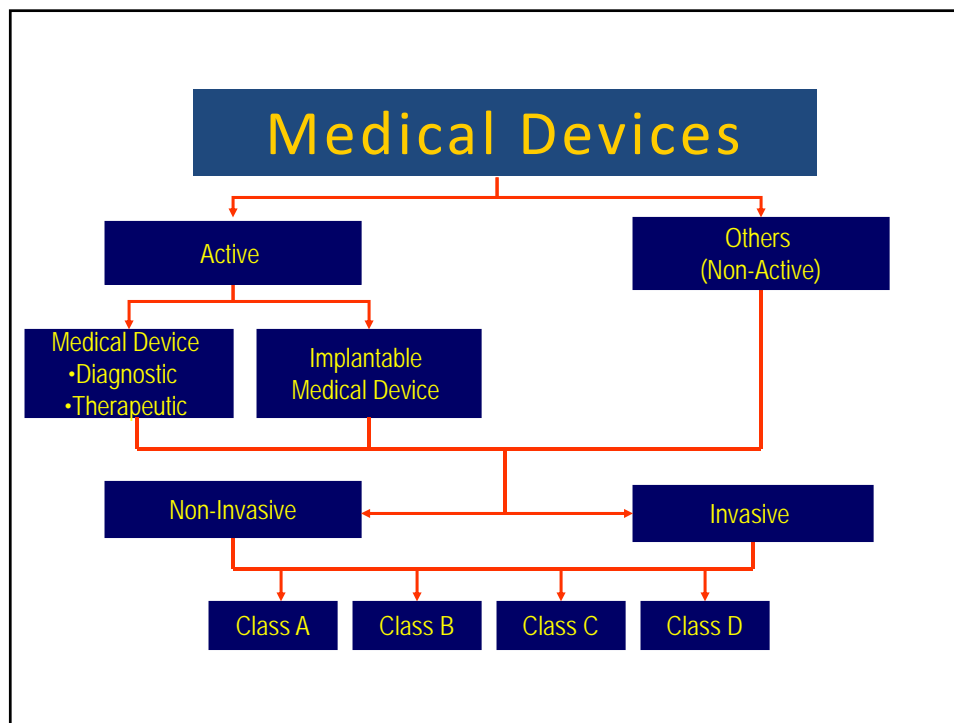 Medical Devices
Active
Others
(Non-Active)
Medical Device
•Diagnostic
•Therapeutic
Implantable
Medical Device
Non-Invasive
Invasive
Class A
Class B
Class C
Class D